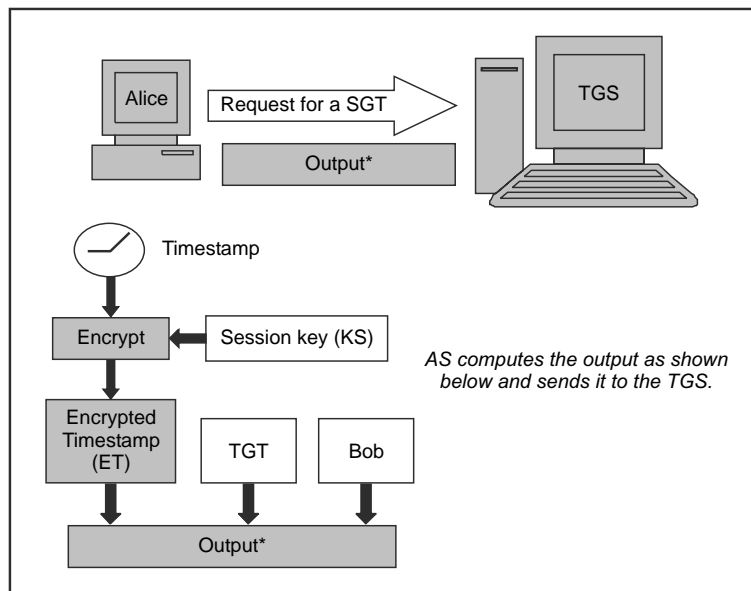 Alice
Request for a SGT
TGS
Output*
Timestamp
Encrypt
Session key (KS)
AS computes the output as shown
below and sends it to the TGS.
Encrypted
Timestamp
(ET)
TGT
Bob
Output*